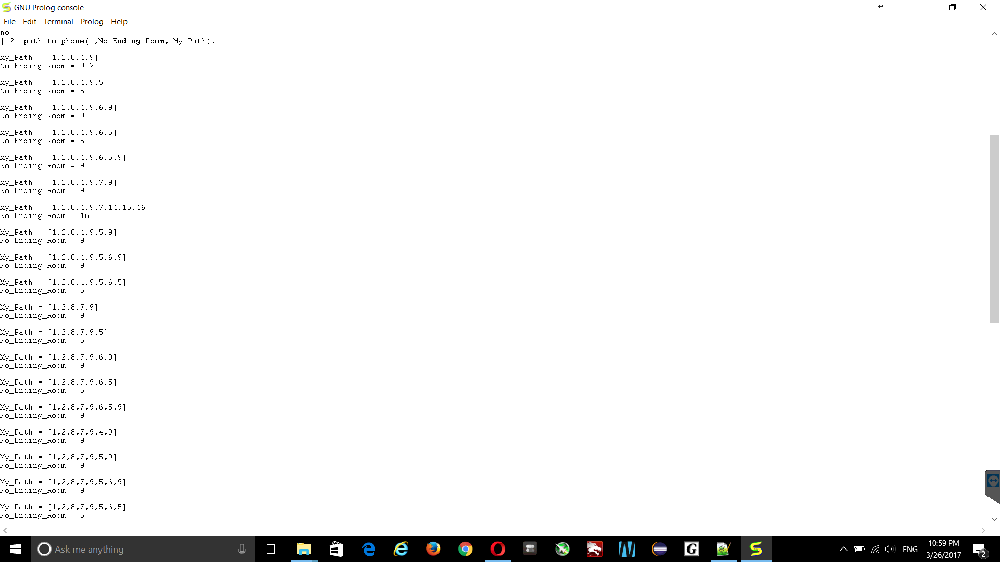 GNU Prolog console
File Edit Terminal Prolog Help
no
| ?- path_to_phone(1,No_Ending_Room, My_Path).
My_Path = [1,2,8,4,9]
No_Ending_Room = 9 ? a
My_Path = [1,2,8,4,9,5]
No_Ending_Room = 5
My_Path = [1,2,8,4,9,6,9]
No_Ending_Room = 9
My_Path = [1,2,8,4,9,6,5]
No_Ending_Room = 5
My_Path = [1,2,8,4,9,6,5,9]
No_Ending_Room = 9
My_Path = [1,2,8,4,9,7,9]
No_Ending_Room = 9
My_Path = [1,2,8,4,9,7,14,15,16]
No_Ending_Room = 16
My_Path = [1,2,8,4,9,5,9]
No_Ending_Room = 9
My_Path = [1,2,8,4,9,5,6,9]
No_Ending_Room = 9
My_Path = [1,2,8,4,9,5,6,5]
No_Ending_Room = 5
My_Path = [1,2,8,7,9]
No_Ending_Room = 9
My_Path = [1,2,8,7,9,5]
No_Ending_Room = 5
My_Path = [1,2,8,7,9,6,9]
No_Ending_Room = 9
My_Path = [1,2,8,7,9,6,5]
No_Ending_Room = 5
My_Path = [1,2,8,7,9,6,5,9]
No_Ending_Room = 9
My_Path = [1,2,8,7,9,4,9]
No_Ending_Room = 9
My_Path = [1,2,8,7,9,5,9]
No_Ending_Room = 9
My_Path = [1,2,8,7,9,5,6,9]
No_Ending_Room = 9
My_Path = [1,2,8,7,9,5,6,5]
No_Ending_Room = 5
Ask me anything
G
ENG
10:59 PM
3/26/2017
2